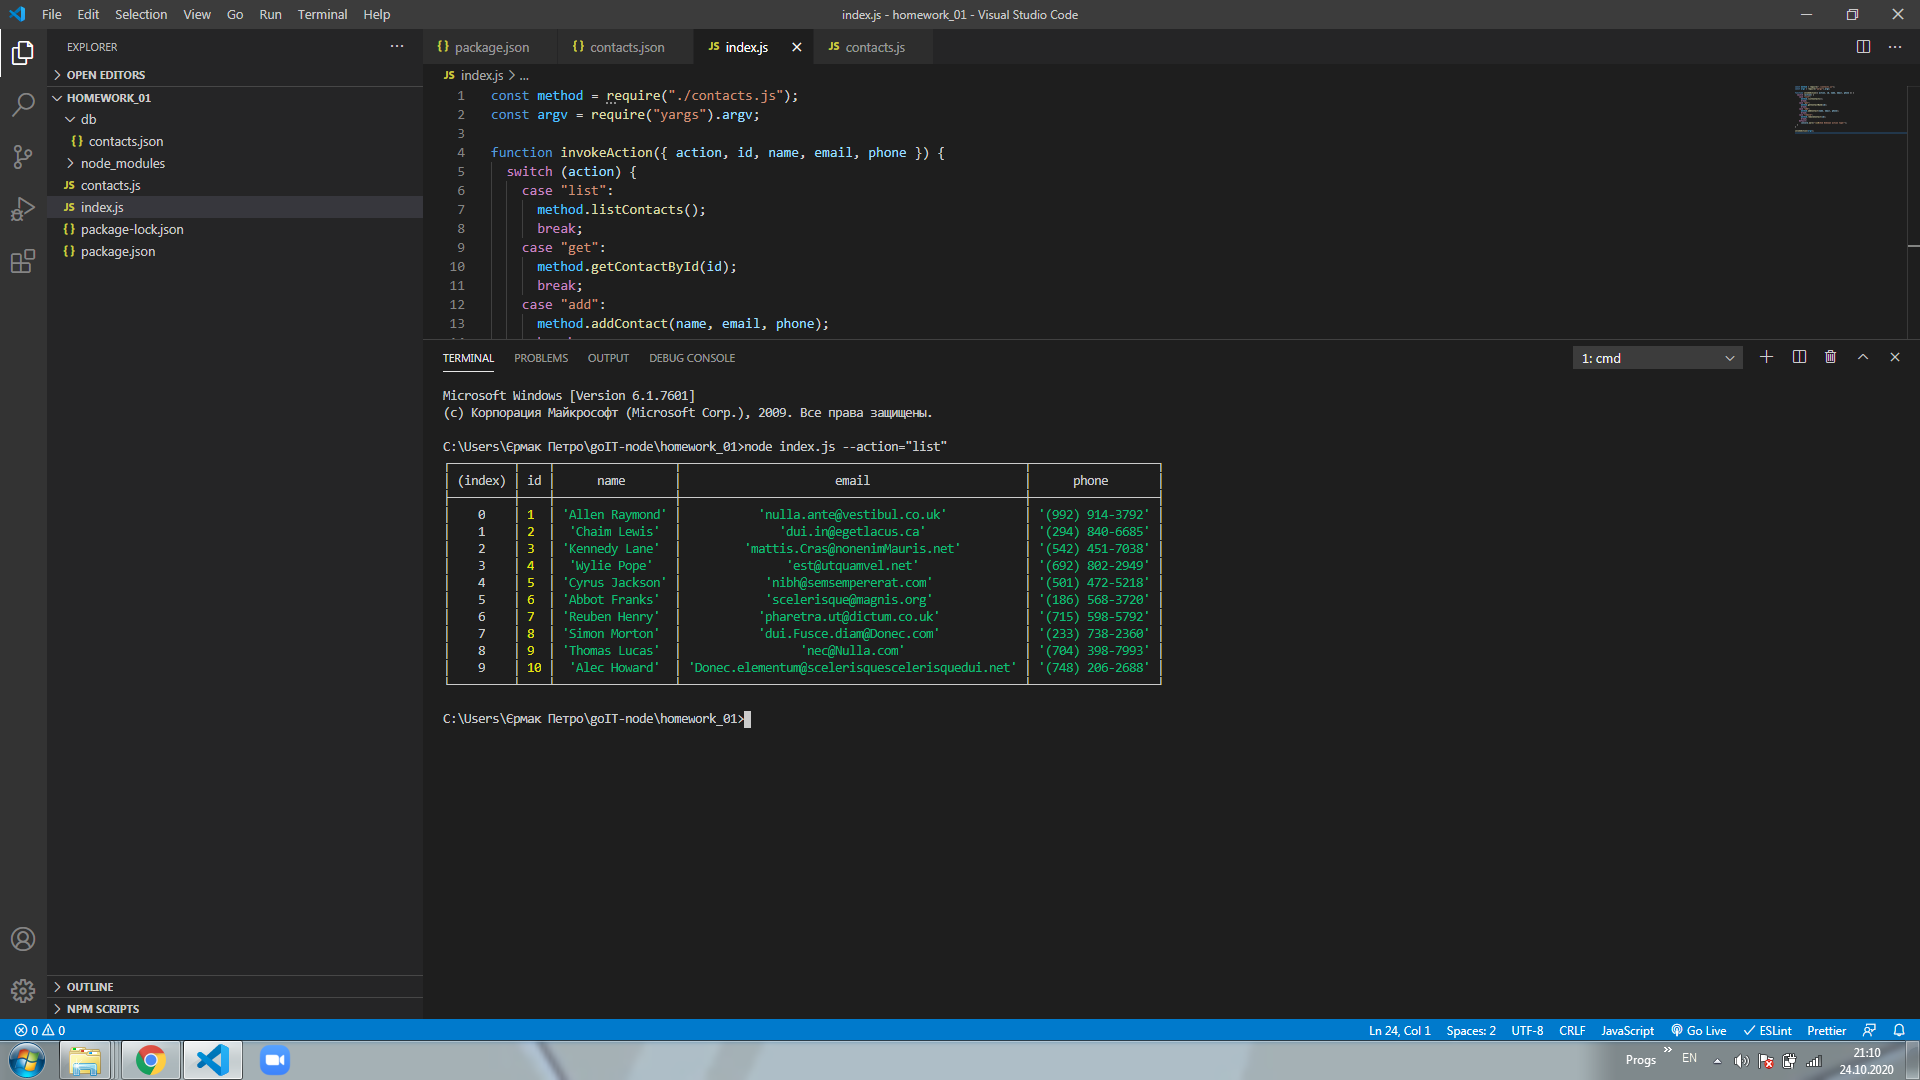 File Edit Selection View Go Run Terminal Help
index.js - homework_01 - Visual Studio Code
EXPLORER
OPEN EDITORS
HOMEWORK_01
db
contacts.json
node_modules
JS contacts.js
JS index.js
package-lock.json
package.json
OUTLINE
NPM SCRIPTS
package.json contacts.json JS index.js JS contacts.js
JS index.js > ...
1 const method = require("./contacts.js");
2 const argv = require("yargs").argv;
3
4 function invokeAction({ action, id, name, email, phone }) {
5 switch (action) {
6 case "list":
7 method.listContacts();
8 break;
9 case "get":
10 method.getContactById(id);
11 break;
12 case "add":
13 method.addContact(name, email, phone);
TERMINAL PROBLEMS OUTPUT DEBUG CONSOLE
1: cmd
Microsoft Windows [Version 6.1.7601]
(c) Корпорация Майкрософт (Microsoft Corp.), 2009. Все права защищены.
C:\Users\Єрмак Петро\goIT-node\homework_01>node index.js --action="list"
(index) id name email phone
0 1 'Allen Raymond' 'nulla.ante@vestibul.co.uk' '(992) 914-3792'
1 2 'Chaim Lewis' 'dui.in@egetlacus.ca' '(294) 840-6685'
2 3 'Kennedy Lane' 'mattis.Cras@nonenimMauris.net' '(542) 451-7038'
3 4 'Wylie Pope' 'est@utquamvel.net' '(692) 802-2949'
4 5 'Cyrus Jackson' 'nibh@semsempererat.com' '(501) 472-5218'
5 6 'Abbot Franks' 'scelerisque@magnis.org' '(186) 568-3720'
6 7 'Reuben Henry' 'pharetra.ut@dictum.co.uk' '(715) 598-5792'
7 8 'Simon Morton' 'dui.Fusce.diam@Donec.com' '(233) 738-2360'
8 9 'Thomas Lucas' 'nec@Nulla.com' '(704) 398-7993'
9 10 'Alec Howard' 'Donec.elementum@scelerisquescelerisquedui.net' '(748) 206-2688'
C:\Users\Єрмак Петро\goIT-node\homework_01>
0 0
Ln 24, Col 1 Spaces: 2 UTF-8 CRLF JavaScript Go Live ESLint Prettier
Progs » EN
21:10
24.10.2020